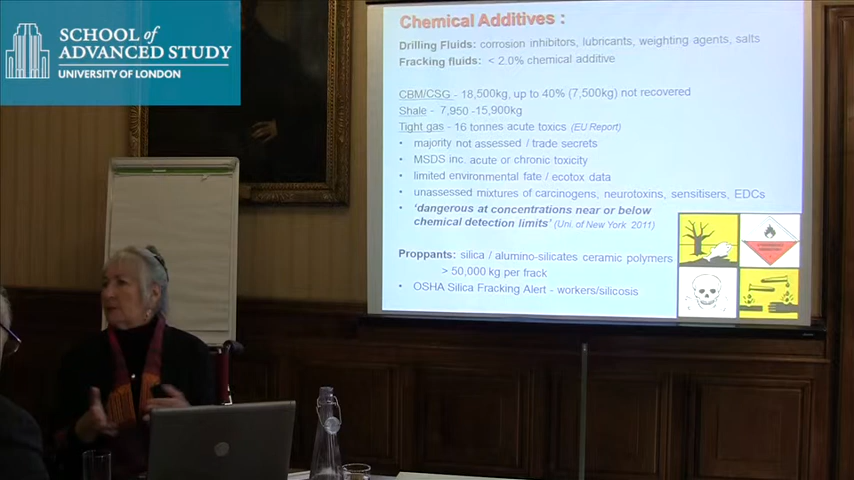 SCHOOL of
ADVANCED STUDY
UNIVERSITY OF LONDON
Chemical Additives :
Drilling Fluids: corrosion inhibitors, lubricants, weighting agents, salts
Fracking fluids: < 2.0% chemical additive
CBM/CSG - 18,500kg, up to 40% (7,500kg) not recovered
Shale - 7,950 -15,900kg
Tight gas - 16 tonnes acute toxics (EU Report)
• majority not assessed / trade secrets
• MSDS inc. acute or chronic toxicity
• limited environmental fate / ecotox data
• unassessed mixtures of carcinogens, neurotoxins, sensitisers, EDCs
• 'dangerous at concentrations near or below
chemical detection limits' (Uni. of New York 2011)
Proppants: silica / alumino-silicates ceramic polymers
> 50,000 kg per frack
• OSHA Silica Fracking Alert - workers/silicosis